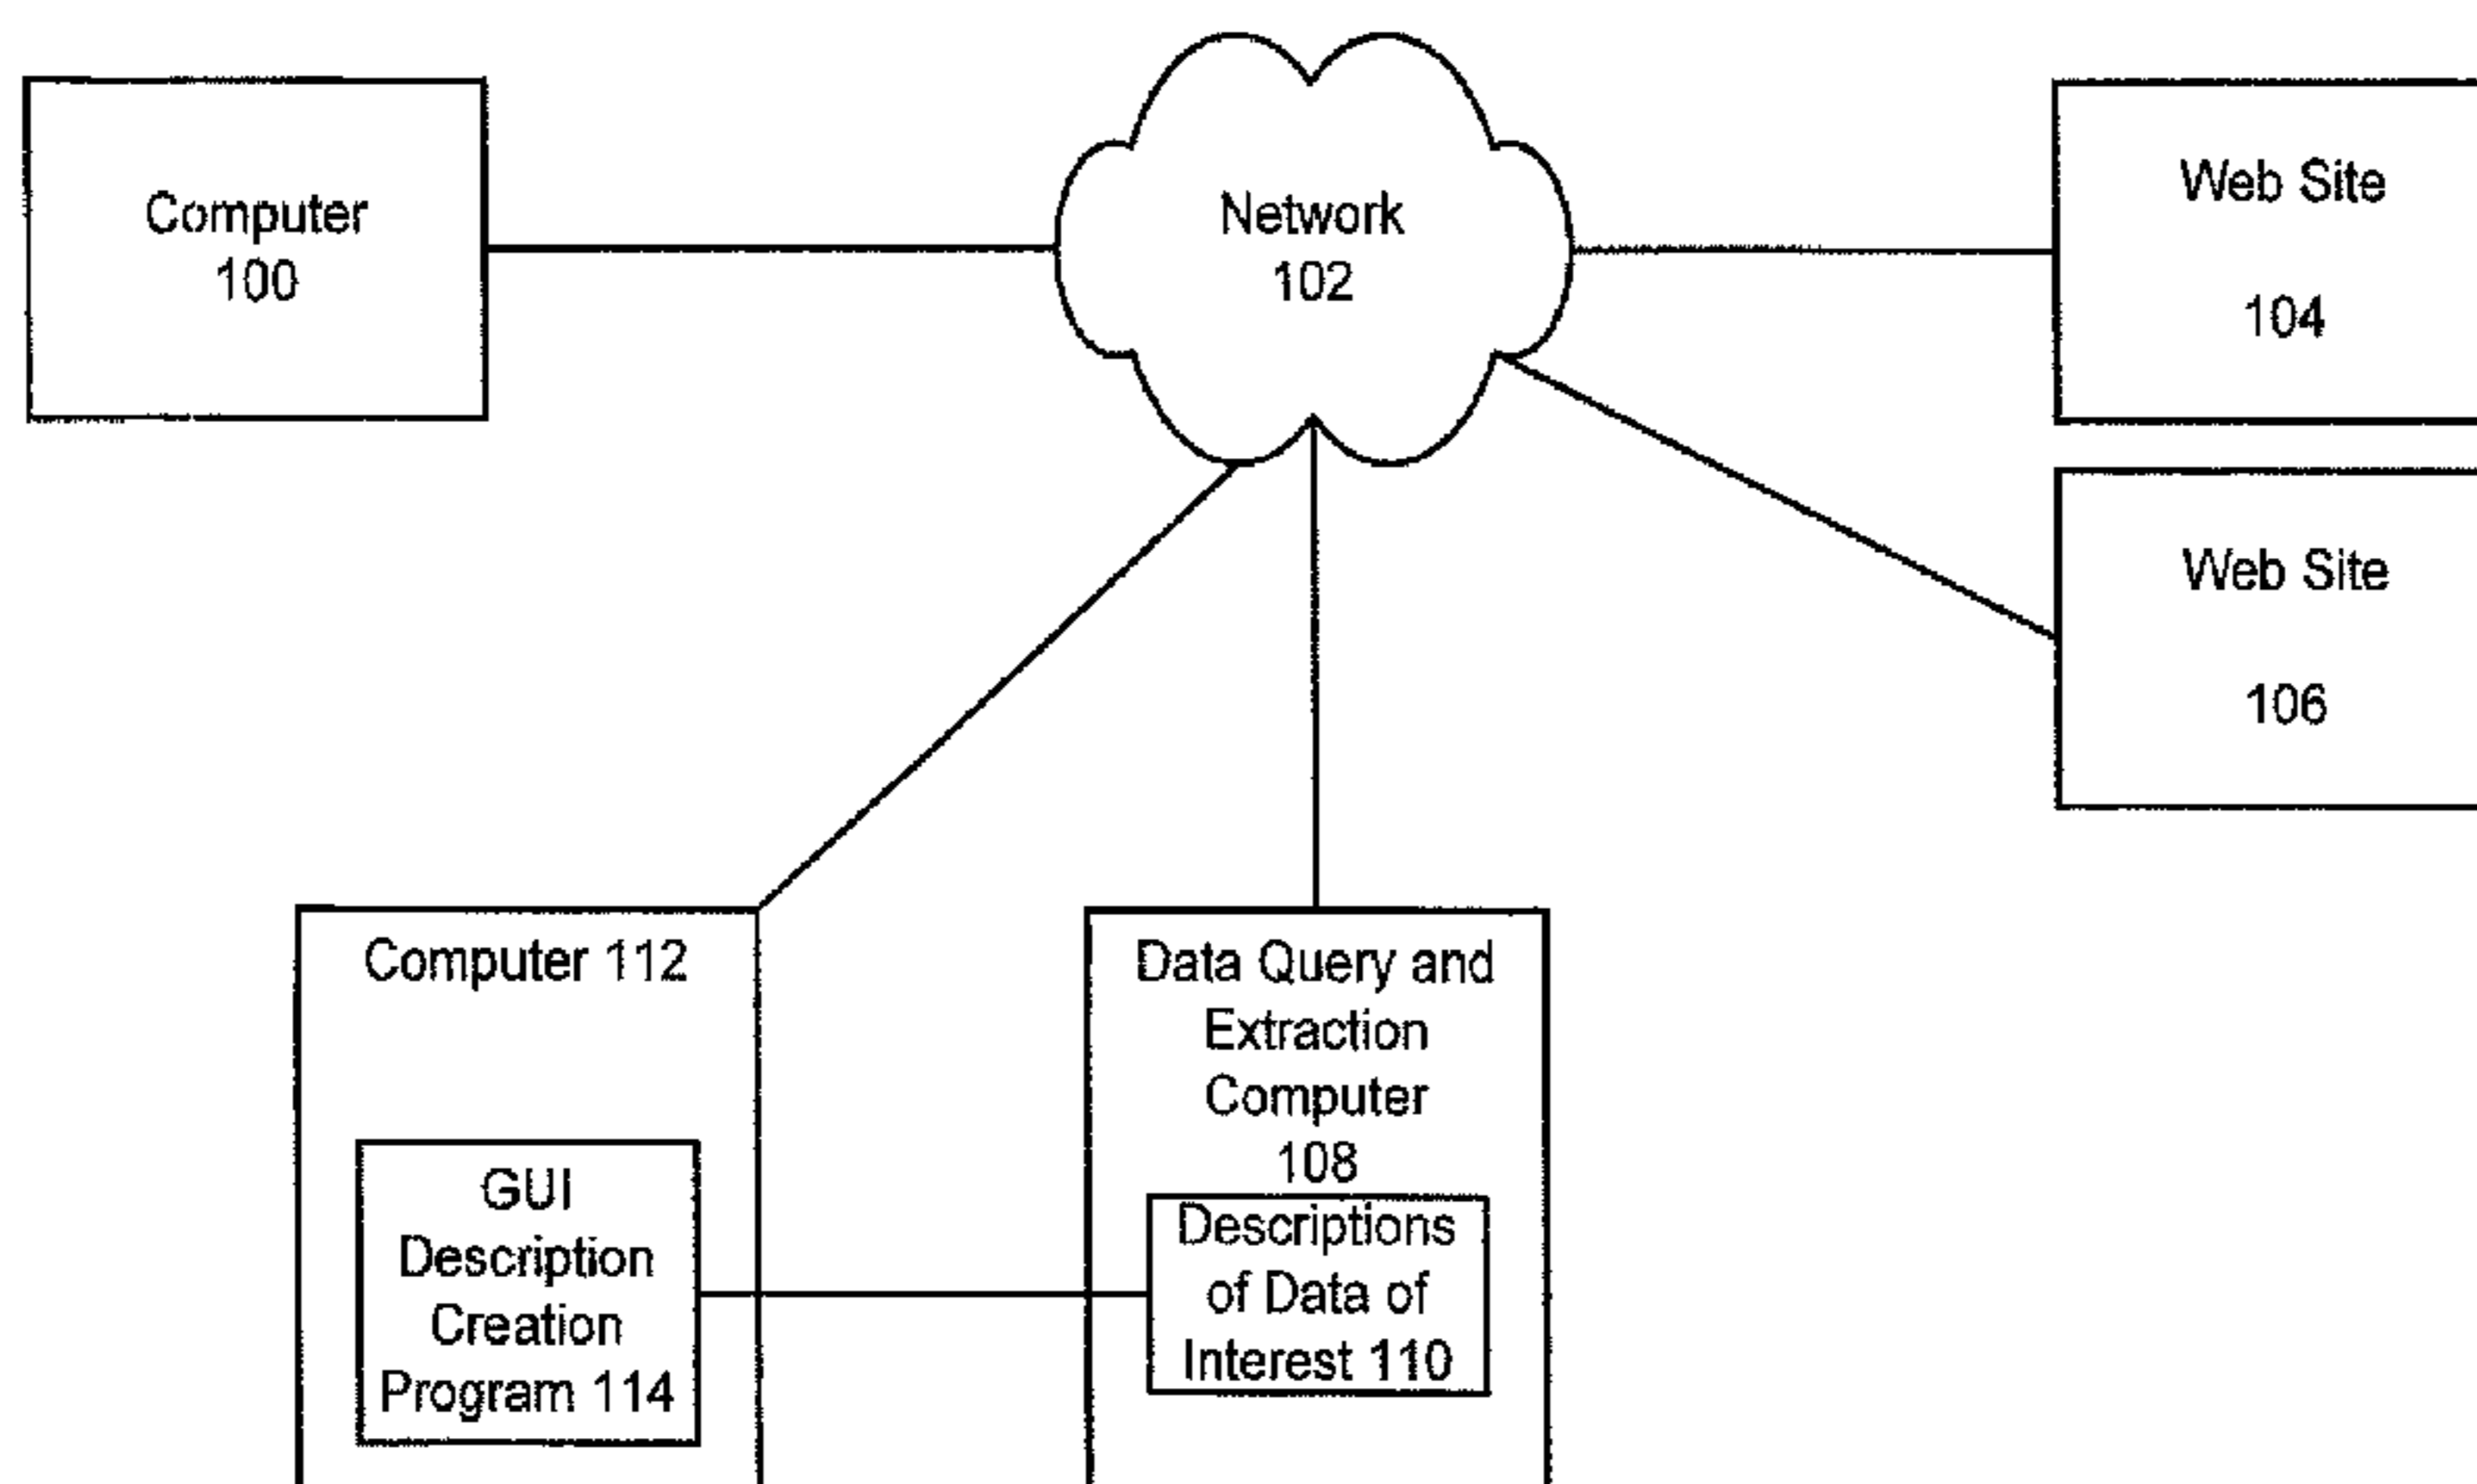 Computer
100
Network
102
Web Site
104
Web Site
106
Computer 112
GUI
Description
Creation
Program 114
Data Query and
Extraction
Computer
108
Descriptions
of Data of
Interest 110